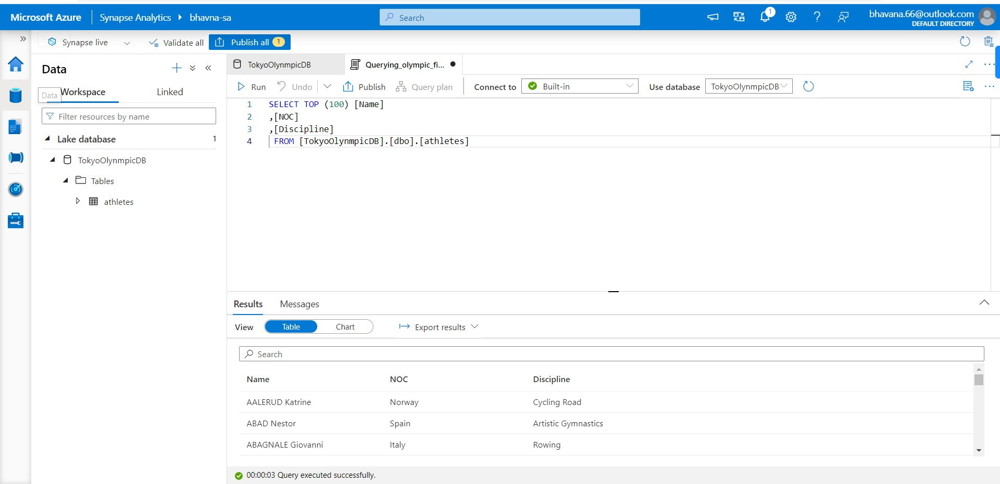 Microsoft Azure
Synapse Analytics
bhavna-sa
Search
1
bhavana.66@outlook.com
DEFAULT DIRECTORY
Synapse live
Validate all
Publish all 1
Data
TokyoOlynmpicDB
Querying_olympic_fi...
Run
Undo
Publish
Query plan
Connect to
Built-in
Use database
TokyoOlynmpicDB
Data
Workspace
Linked
Filter resources by name
Lake database
1
TokyoOlynmpicDB
Tables
athletes
1 SELECT TOP (100) [Name]
2 ,[NOC]
3 ,[Discipline]
4 FROM [TokyoOlynmpicDB].[dbo].[athletes]
Results
Messages
View
Table
Chart
Export results
Search
Name NOC Discipline
AALERUD Katrine Norway Cycling Road
ABAD Nestor Spain Artistic Gymnastics
ABAGNALE Giovanni Italy Rowing
00:00:03 Query executed successfully.